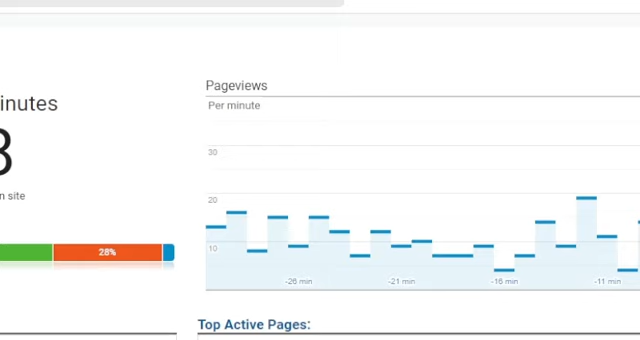 inutes
n site
28%
Pageviews
Per minute
30
20
10
-26 min
-21 min
-16 min
-11 min
Top Active Pages: